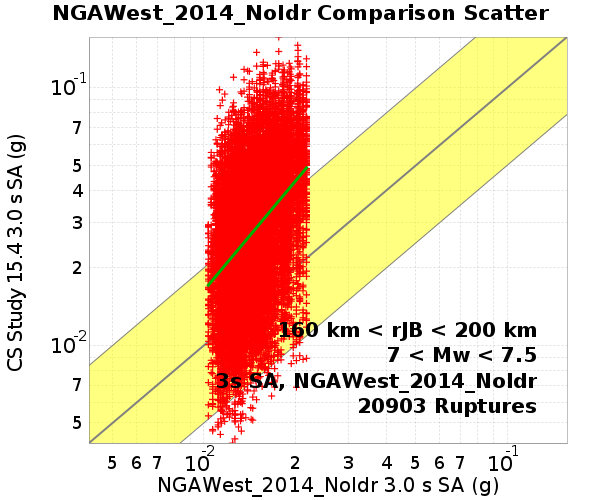 NGAWest_2014_NoIdr Comparison Scatter
CS Study 15.4 3.0 s SA (g)
10-1
7
5
4
3
2
10-2
7
5
160 km < rJB < 200 km
7 < Mw < 7.5
3s SA, NGAWest_2014_NoIdr
20903 Ruptures
5 6 7 10-2 2 3 4 5 6 7 10-1
NGAWest_2014_NoIdr 3.0 s SA (g)